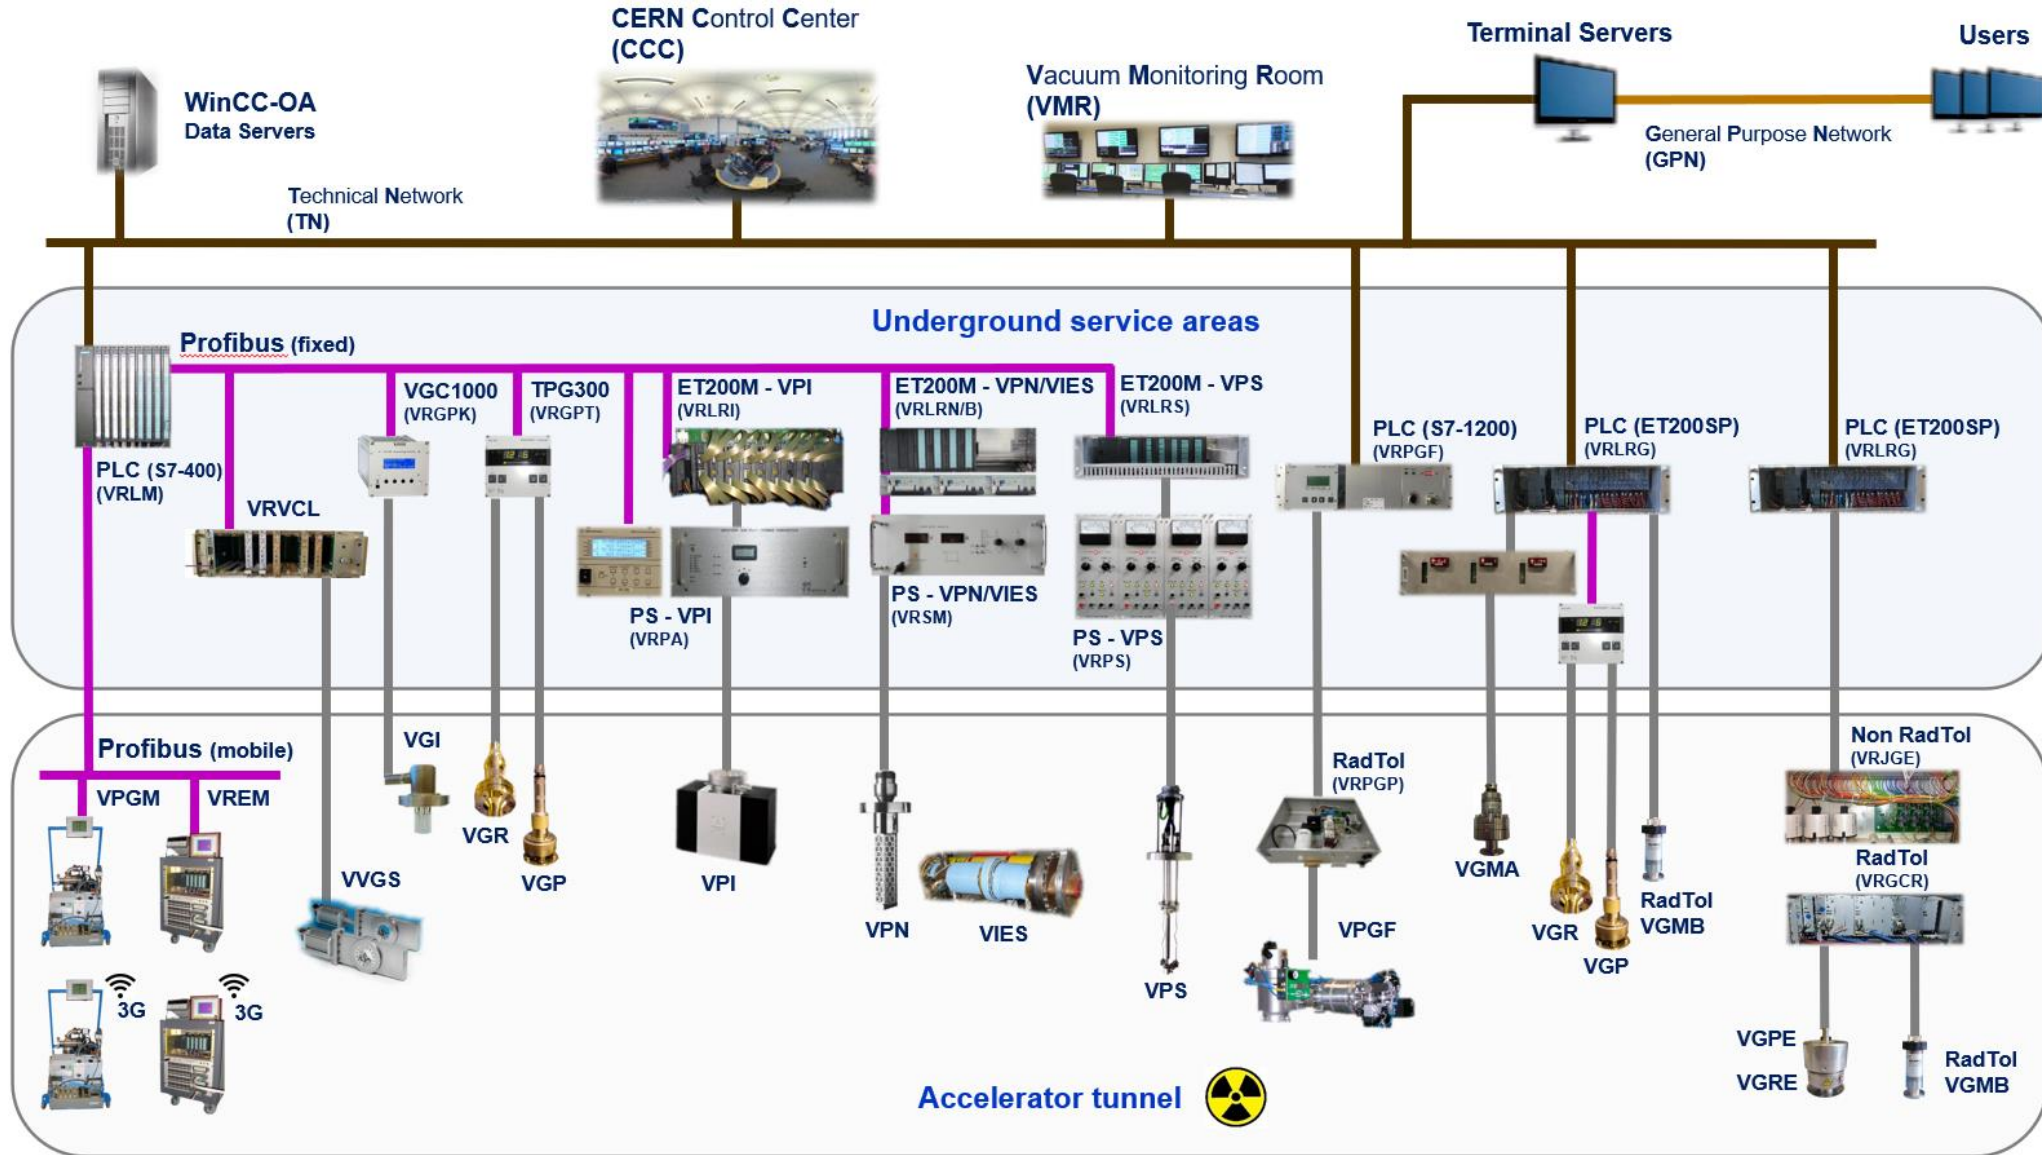 CERN Control Center
(CCC)
Vacuum Monitoring Room
(VMR)
Terminal Servers
Users
WinCC-OA
Data Servers
General Purpose Network
(GPN)
Technical Network
(TN)
Underground service areas
Profibus (fixed)
PLC (S7-400)
(VRLM)
VRVCL
VGC1000
(VRGPK)
TPG300
(VRGPT)
ET200M - VPI
(VRLRI)
ET200M - VPN/VIES
(VRLRN/B)
ET200M - VPS
(VRLRS)
PLC (S7-1200)
(VRPGF)
PLC (ET200SP)
(VRLRG)
PLC (ET200SP)
(VRLRG)
PS - VPI
(VRPA)
PS - VPN/VIES
(VRSM)
PS - VPS
(VRPS)
Profibus (mobile)
VPGM
VREM
3G
3G
VGI
VVGS
VGR
VGP
VPI
VPN
VIES
VPS
RadTol
(VRPGP)
VPGF
VGMA
VGR
VGP
RadTol
VGMB
Non RadTol
(VRJGE)
RadTol
(VRGCR)
VGPE
VGRE
RadTol
VGMB
Accelerator tunnel